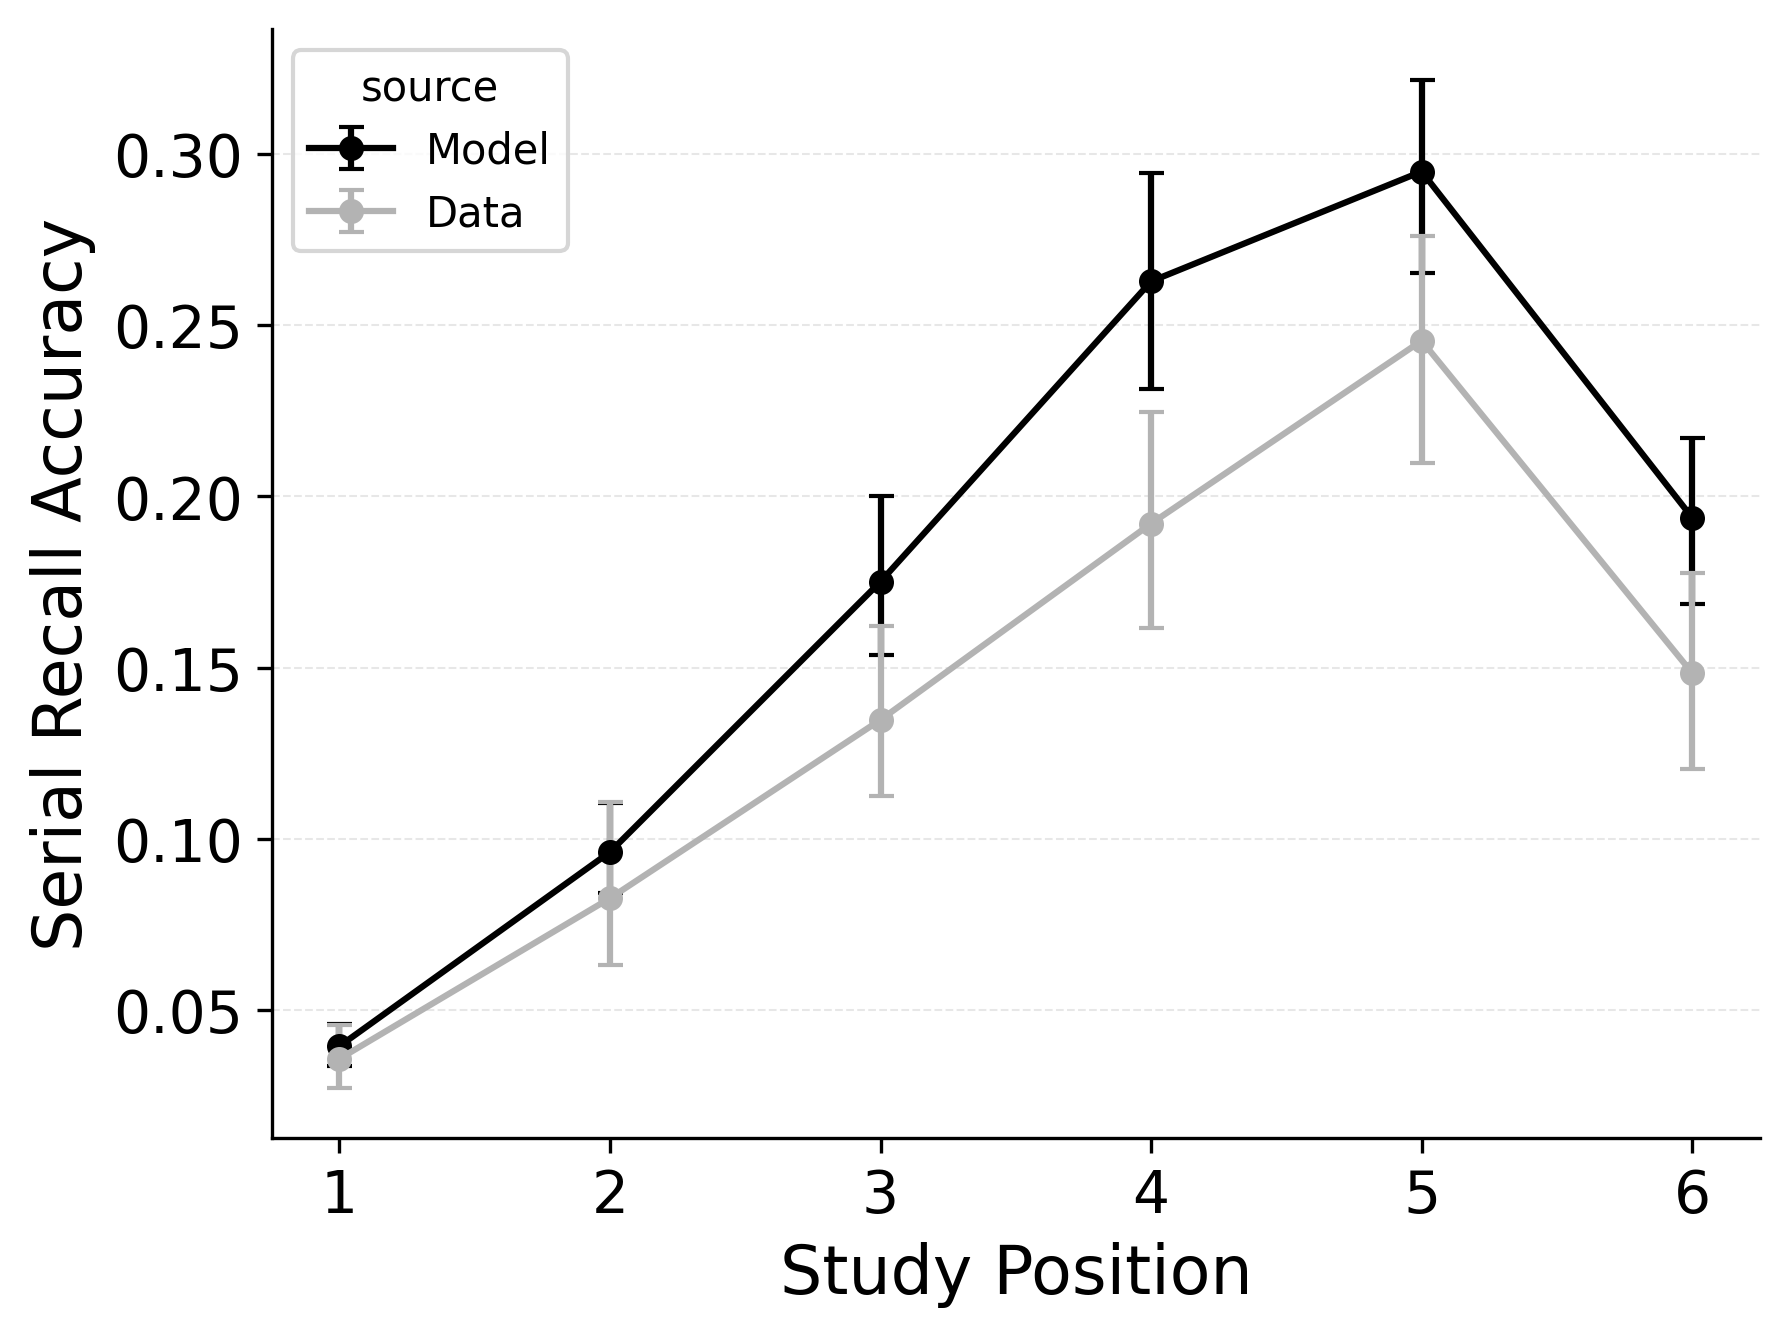 source
Model
Data
Serial Recall Accuracy
0.30
0.25
0.20
0.15
0.10
0.05
1 2 3 4 5 6
Study Position